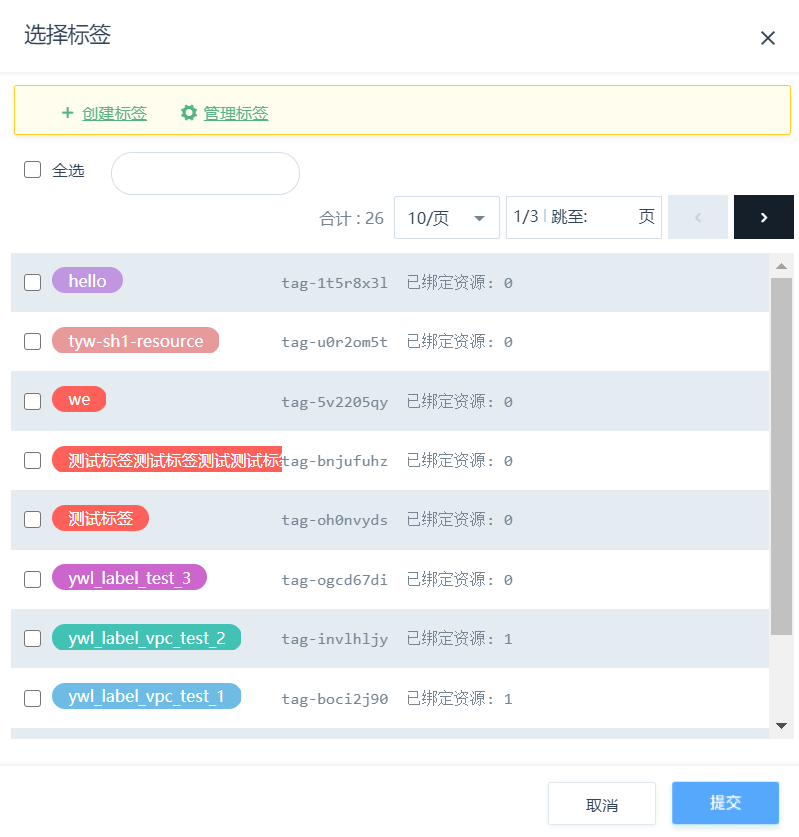 选择标签
创建标签 管理标签
全选
合计 : 26 10/页 1/3 跳至: 页
hello tag-1t5r8x3l 已绑定资源: 0
tyw-sh1-resource tag-u0r2om5t 已绑定资源: 0
we tag-5v2205qy 已绑定资源: 0
测试标签测试标签测试测试标 tag-bnjufuhz 已绑定资源: 0
测试标签 tag-oh0nvyds 已绑定资源: 0
ywl_label_test_3 tag-ogcd67di 已绑定资源: 0
ywl_label_vpc_test_2 tag-invlhljy 已绑定资源: 1
ywl_label_vpc_test_1 tag-boci2j90 已绑定资源: 1
取消 提交